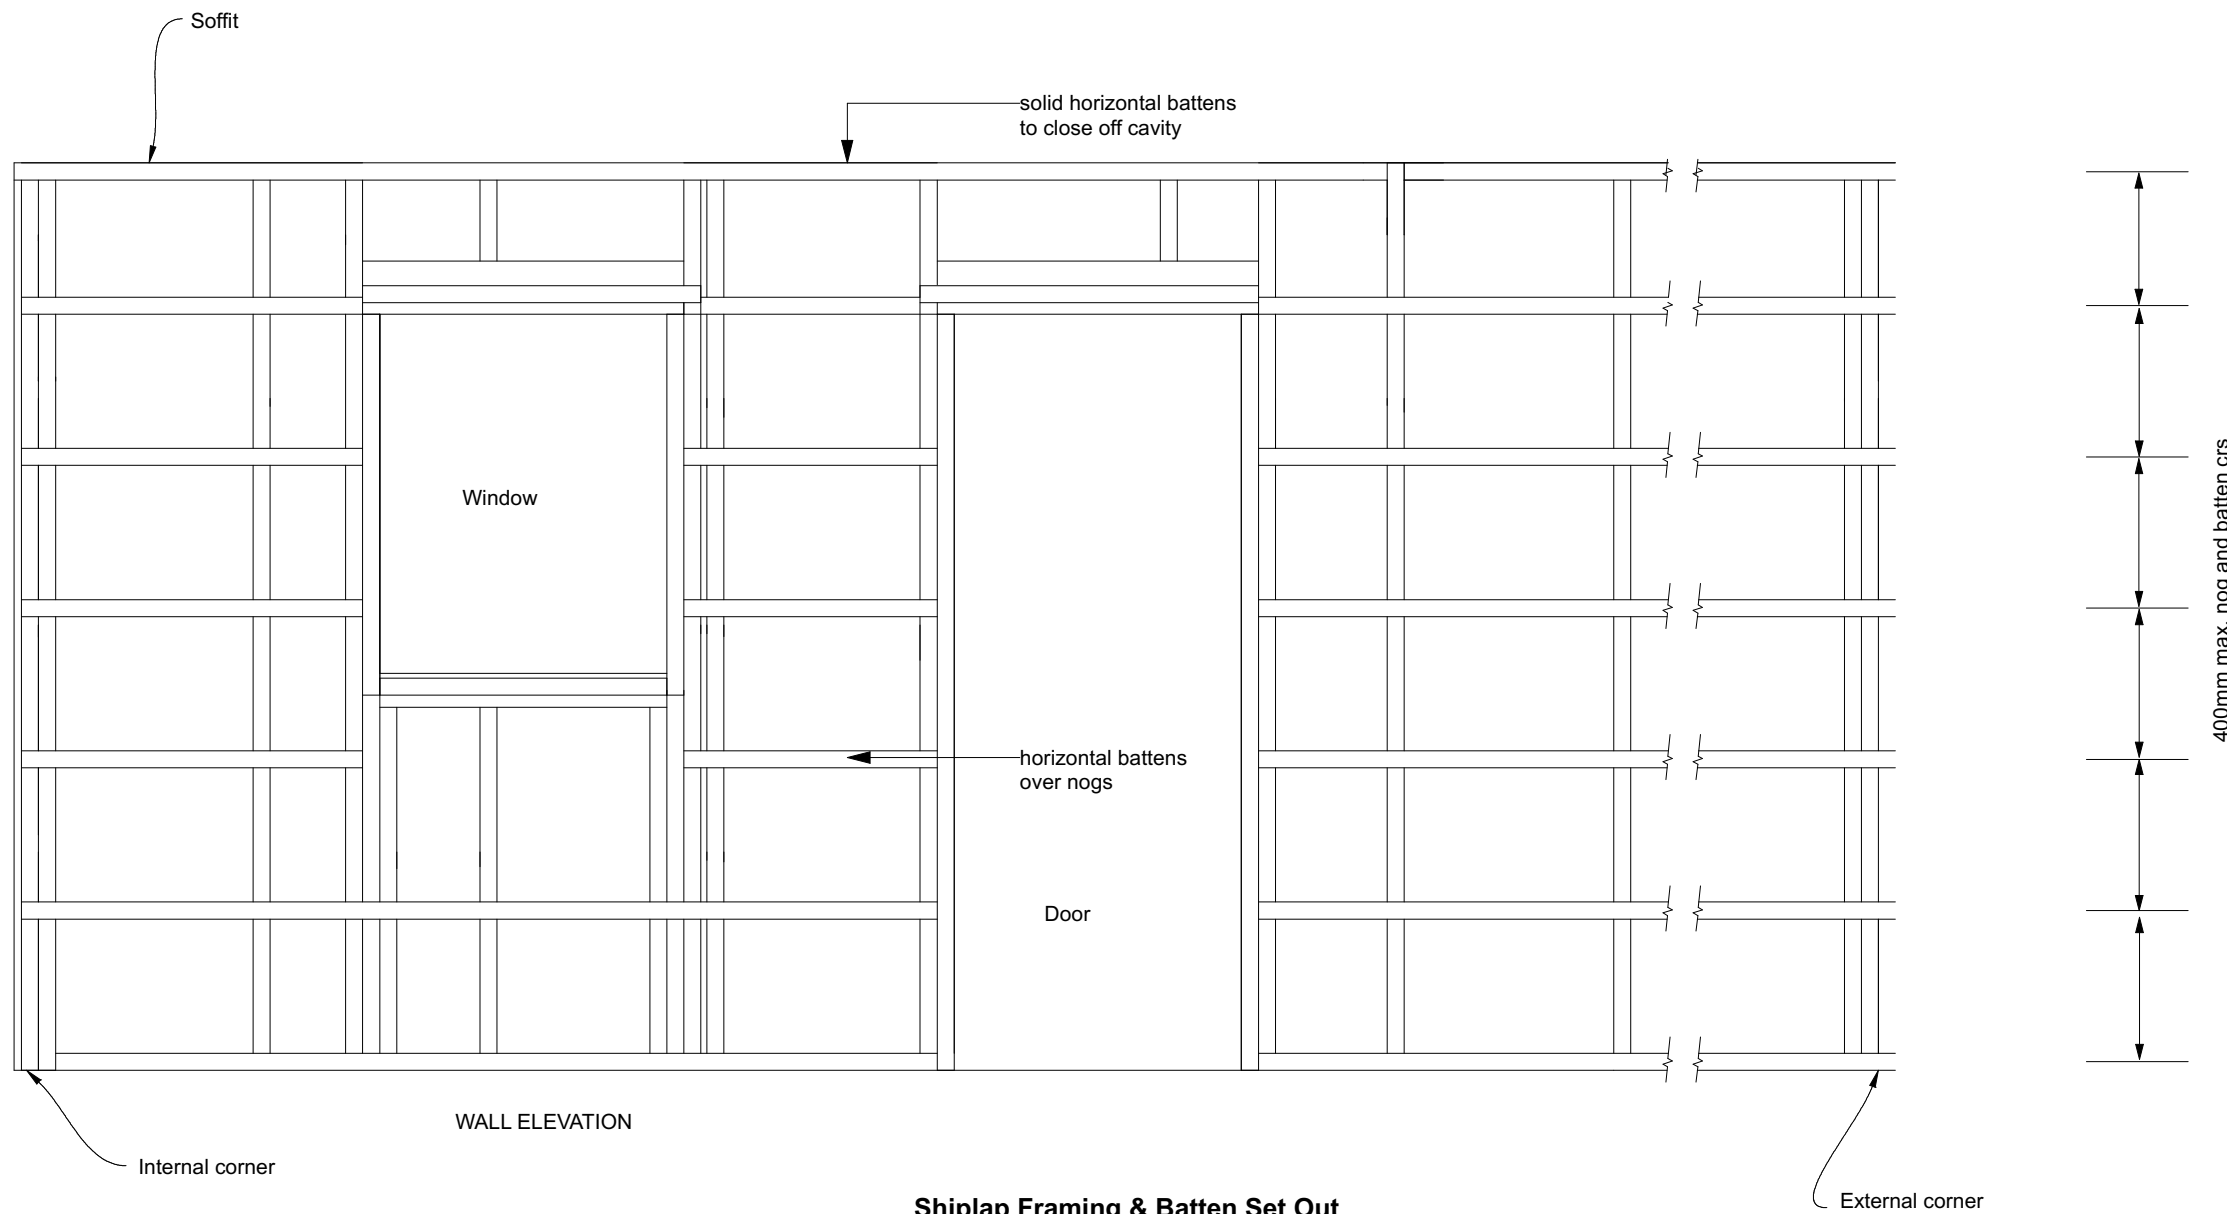 Soffit
solid horizontal battens
to close off cavity
400mm max. nog and batten crs
Window
horizontal battens
over nogs
Door
WALL ELEVATION
Internal corner
External corner
Shiplap Framing & Batten Set Out